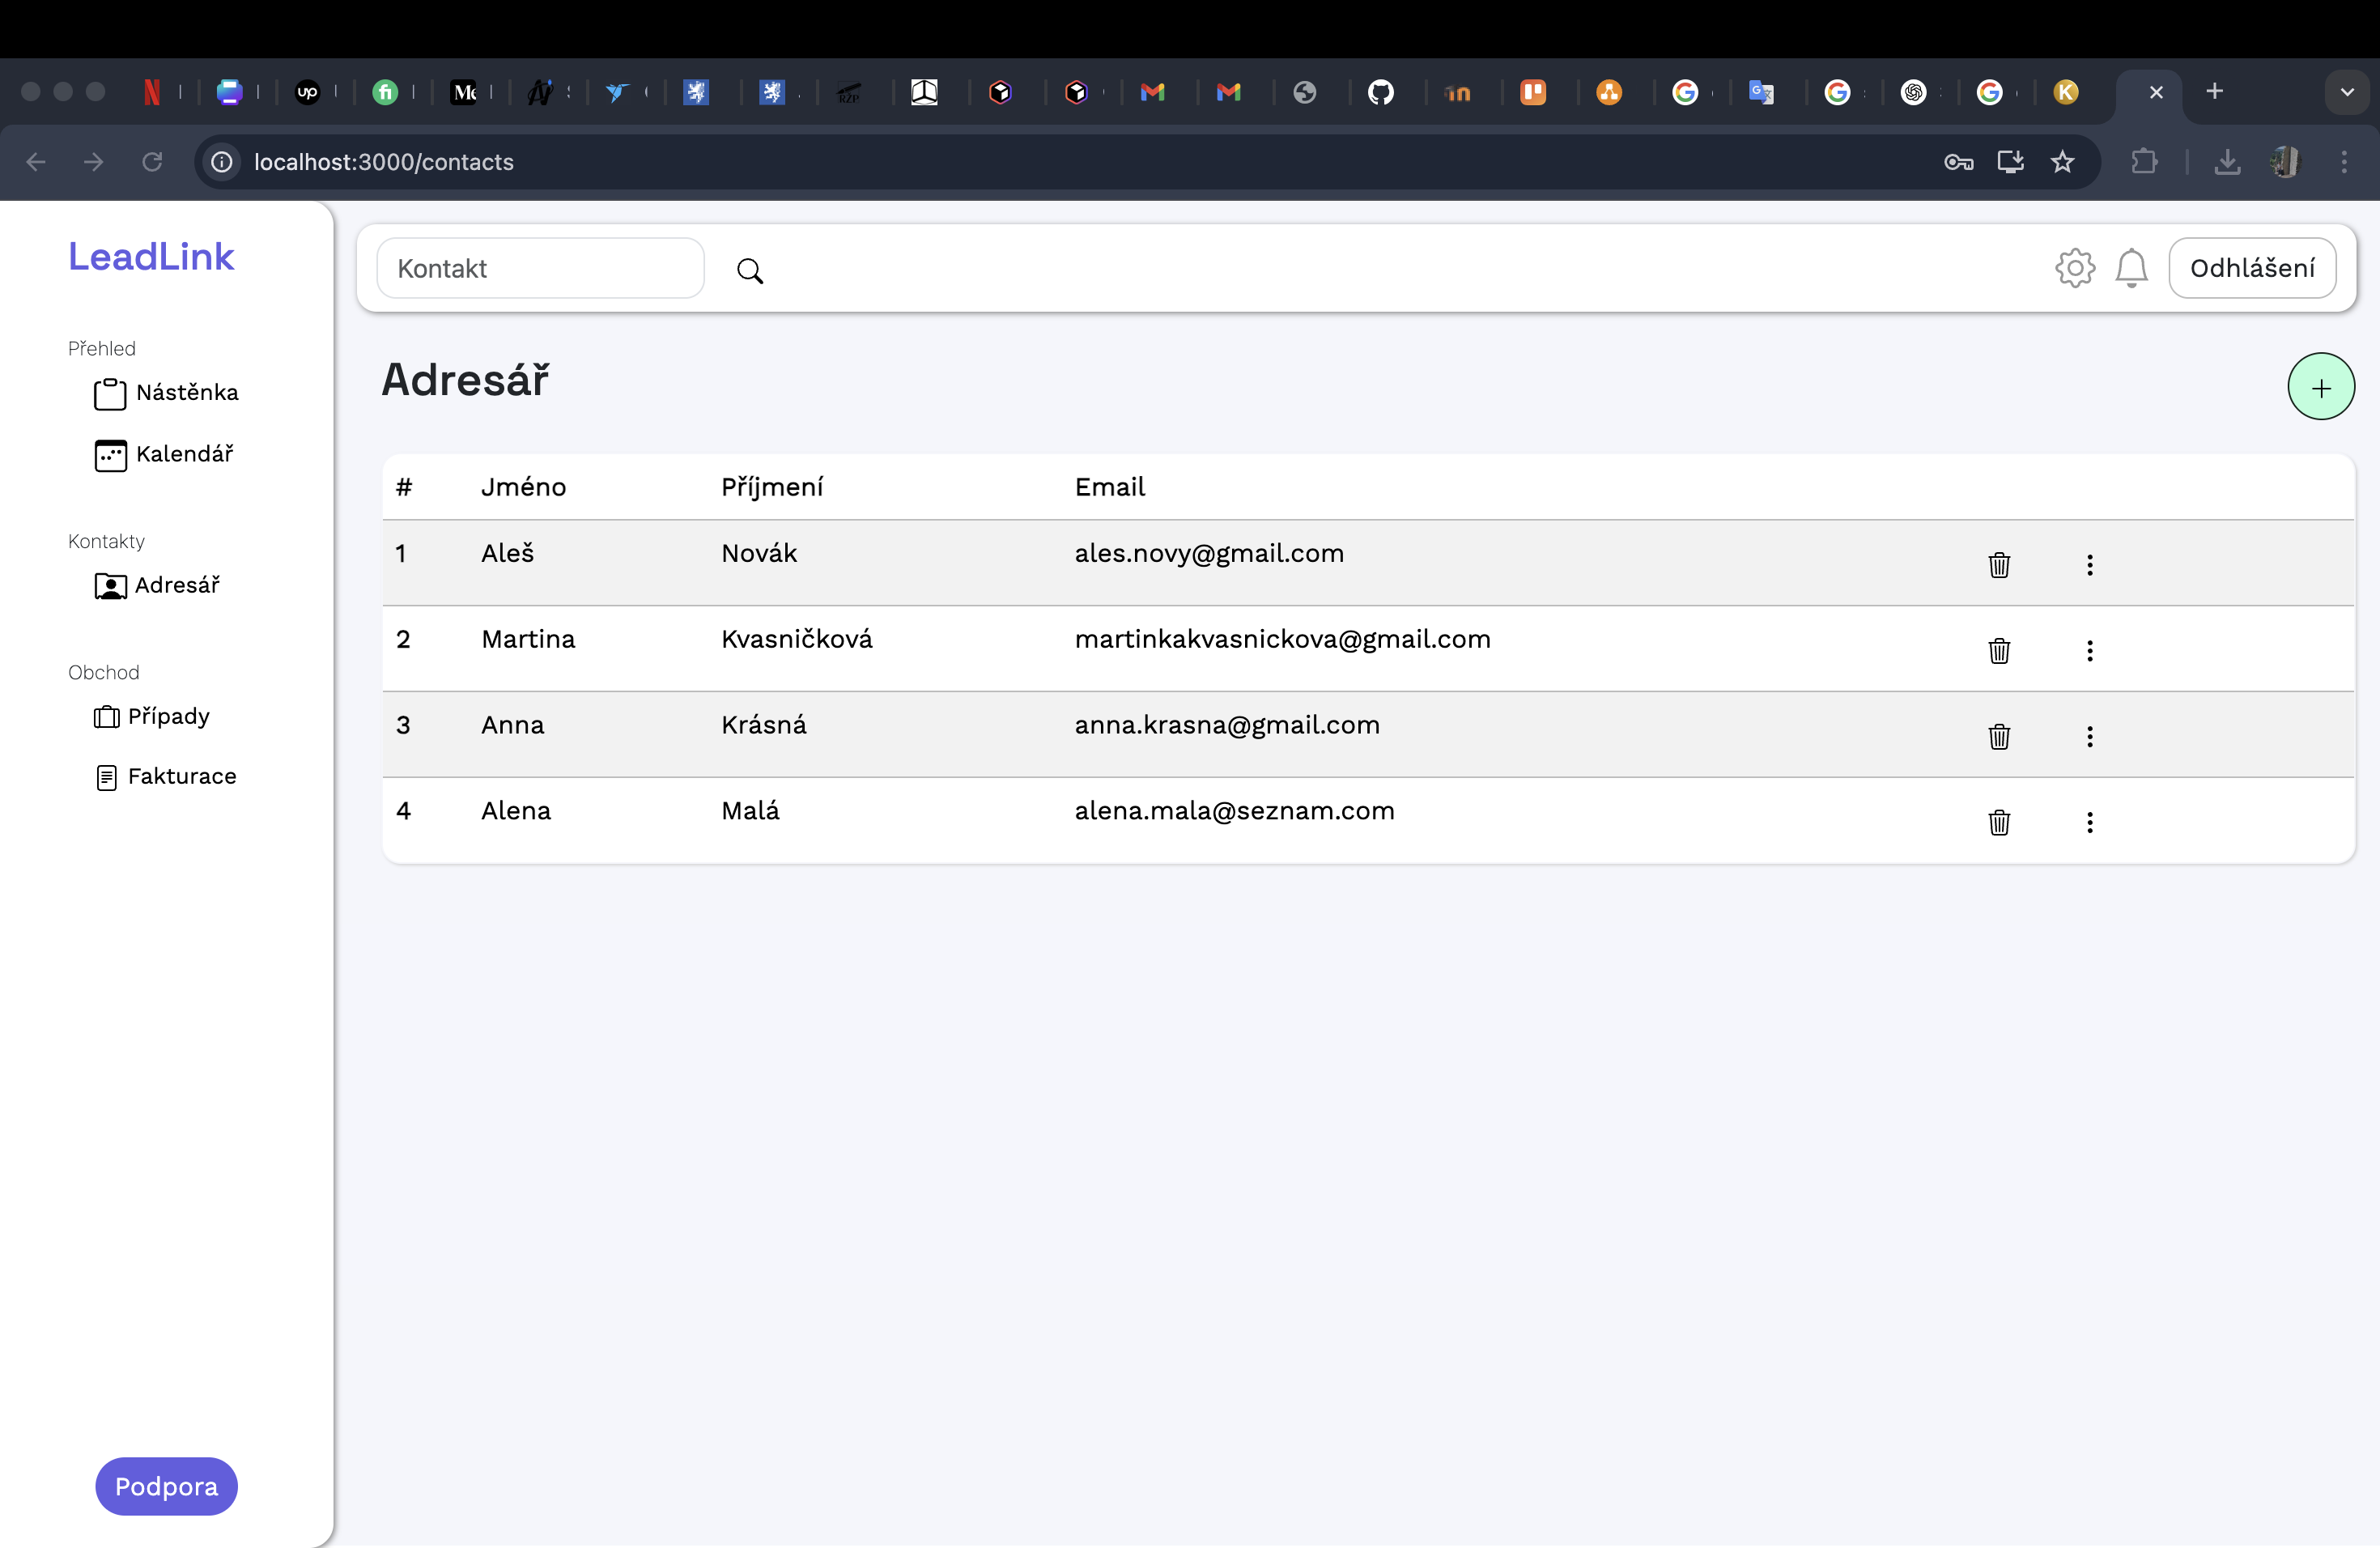 localhost:3000/contacts
LeadLink
Kontakt
Odhlášení
Přehled
Nástěnka
Kalendář
Kontakty
Adresář
Obchod
Případy
Fakturace
Podpora
Adresář
+
# Jméno Příjmení Email
1 Aleš Novák ales.novy@gmail.com
2 Martina Kvasničková martinkakvasnickova@gmail.com
3 Anna Krásná anna.krasna@gmail.com
4 Alena Malá alena.mala@seznam.com